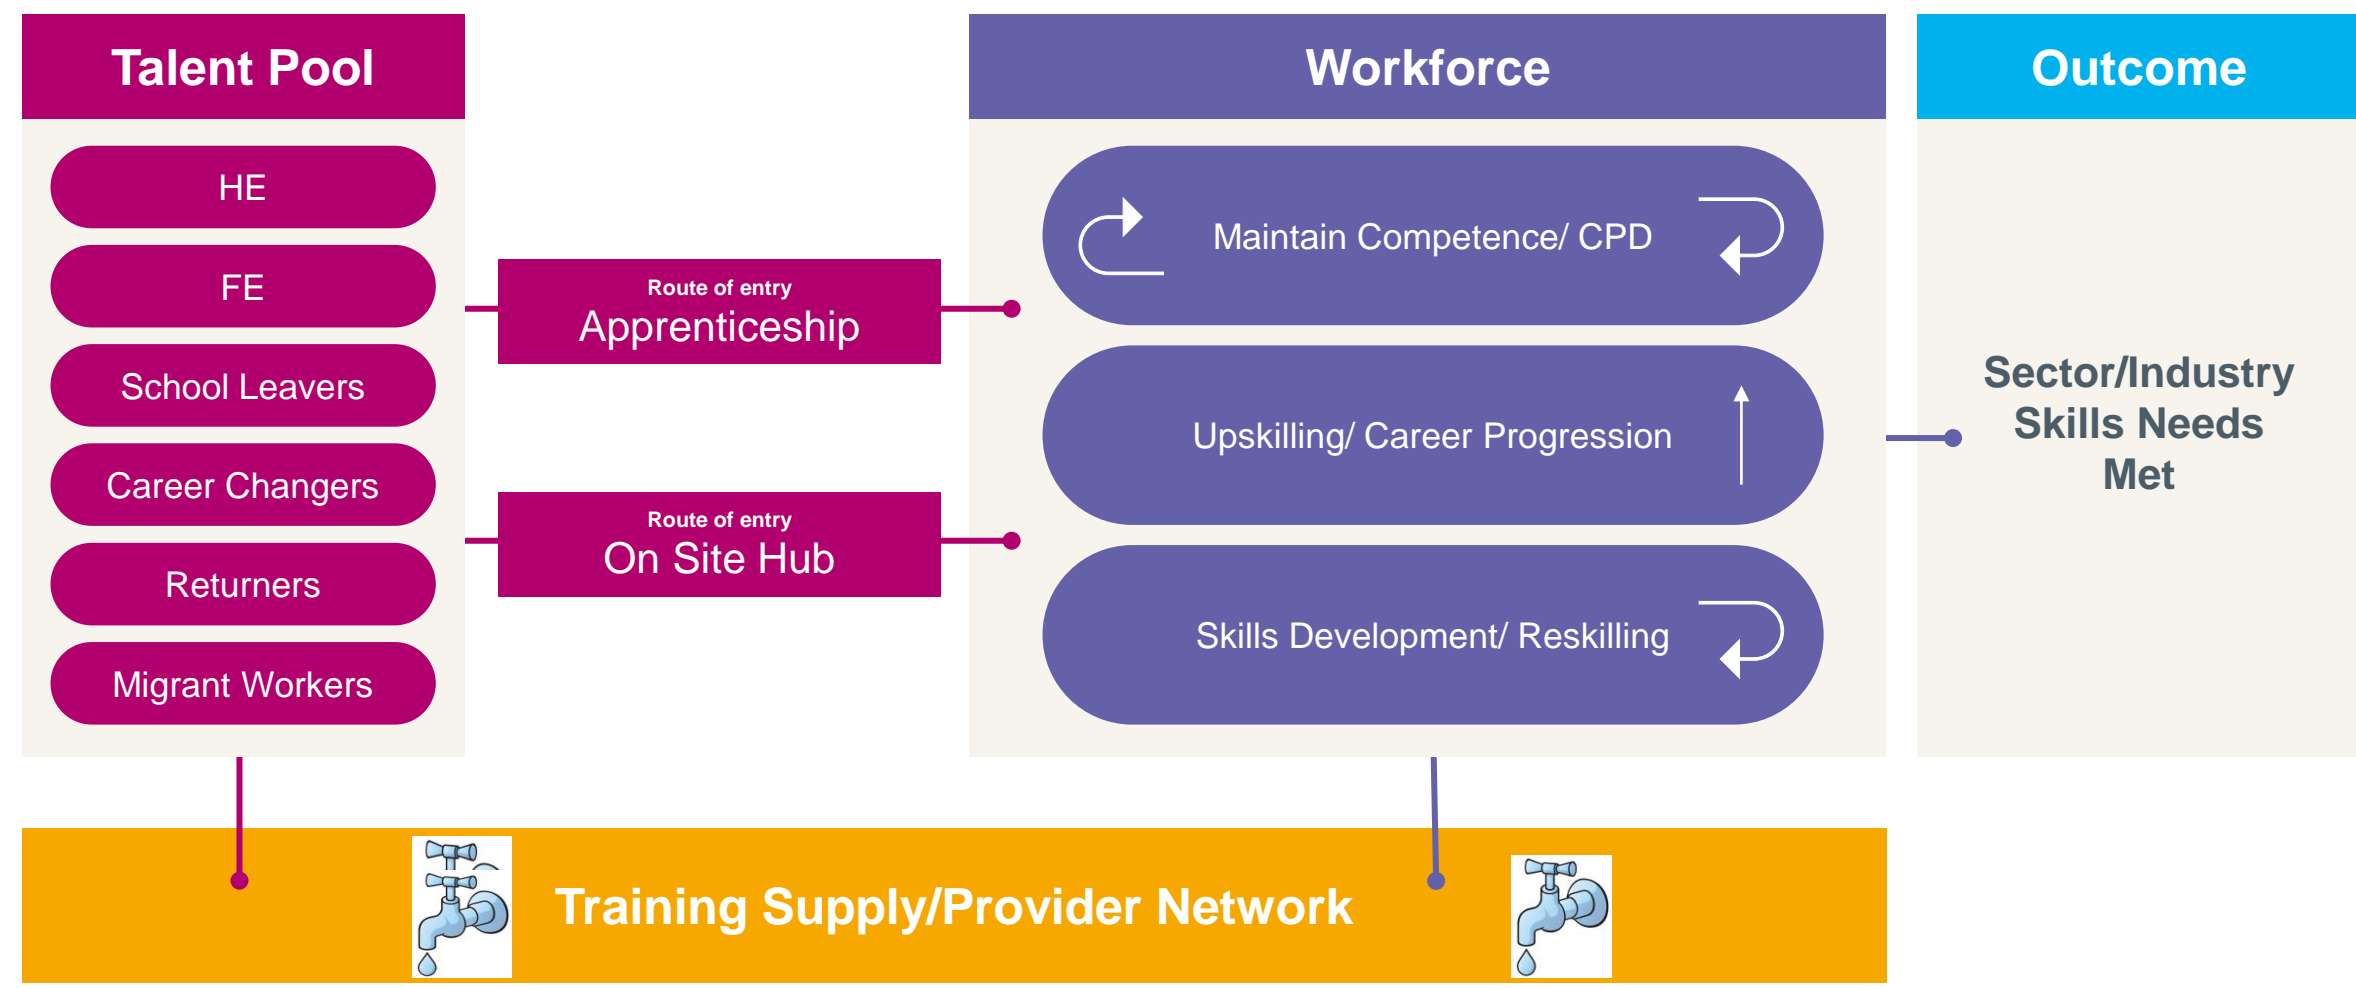 Talent Pool
HE
FE
School Leavers
Career Changers
Returners
Migrant Workers
Route of entry
Apprenticeship
Route of entry
On Site Hub
Workforce
Maintain Competence/ CPD
Upskilling/ Career Progression
Skills Development/ Reskilling
Outcome
Sector/Industry
Skills Needs
Met
Training Supply/Provider Network